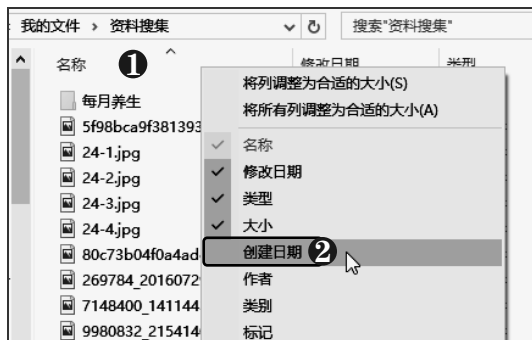 我的文件 › 资料搜集 搜索"资料搜集"
名称 1 修改日期 类型
每月养生
5f98bca9f381393
24-1.jpg
24-2.jpg
24-3.jpg
24-4.jpg
80c73b04f0a4ad
269784_2016072
7148400_141144
9980832_215414
将列调整为合适的大小(S)
将所有列调整为合适的大小(A)
名称
修改日期
类型
大小
创建日期 2
作者
类别
标记